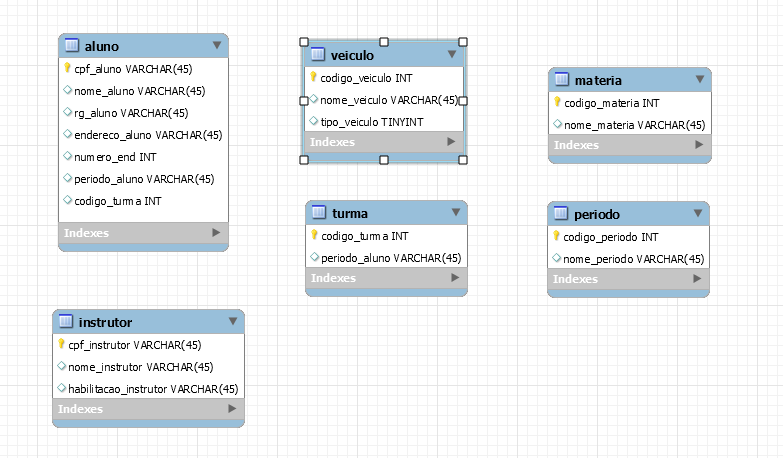 aluno
cpf_aluno VARCHAR(45)
nome_aluno VARCHAR(45)
rg_aluno VARCHAR(45)
endereco_aluno VARCHAR(45)
numero_end INT
periodo_aluno VARCHAR(45)
codigo_turma INT
Indexes
veiculo
codigo_veiculo INT
nome_veiculo VARCHAR(45)
tipo_veiculo TINYINT
Indexes
materia
codigo_materia INT
nome_materia VARCHAR(45)
Indexes
turma
codigo_turma INT
periodo_aluno VARCHAR(45)
Indexes
periodo
codigo_periodo INT
nome_periodo VARCHAR(45)
Indexes
instrutor
cpf_instrutor VARCHAR(45)
nome_instrutor VARCHAR(45)
habilitacao_instrutor VARCHAR(45)
Indexes